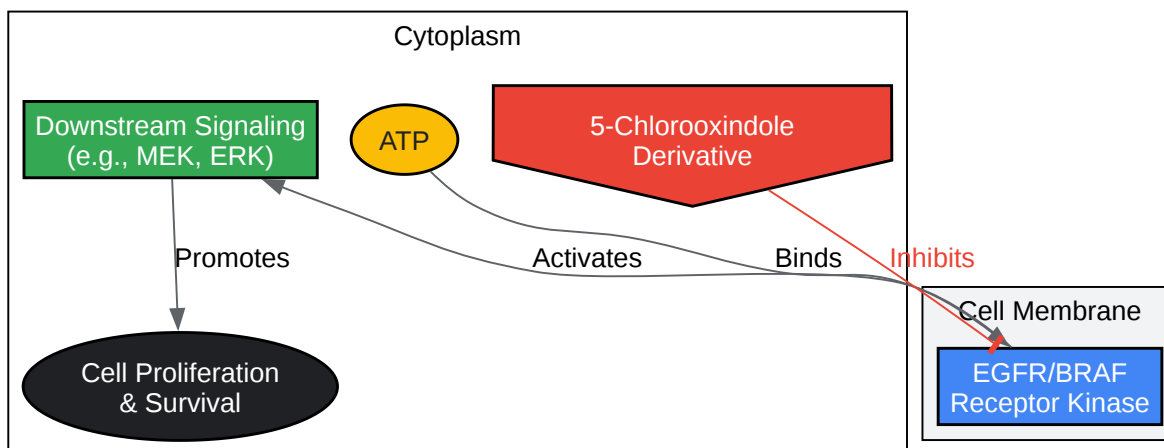 Cytoplasm
Downstream Signaling
(e.g., MEK, ERK)
ATP
5-Chlorooxindole
Derivative
Promotes
Activates
Binds
Inhibits
Cell Membrane
Cell Proliferation
& Survival
EGFR/BRAF
Receptor Kinase